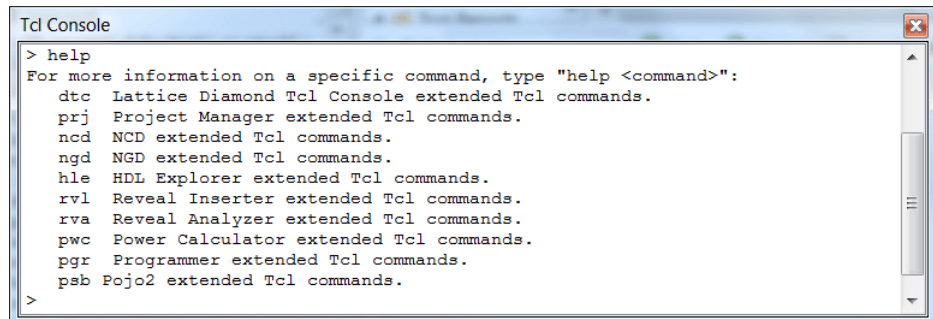 Tcl Console
> help
For more information on a specific command, type "help <command>":
dtc Lattice Diamond Tcl Console extended Tcl commands.
prj Project Manager extended Tcl commands.
ncd NCD extended Tcl commands.
ngd NGD extended Tcl commands.
hle HDL Explorer extended Tcl commands.
rvl Reveal Inserter extended Tcl commands.
rva Reveal Analyzer extended Tcl commands.
pwc Power Calculator extended Tcl commands.
pgr Programmer extended Tcl commands.
psb Pojo2 extended Tcl commands.
>